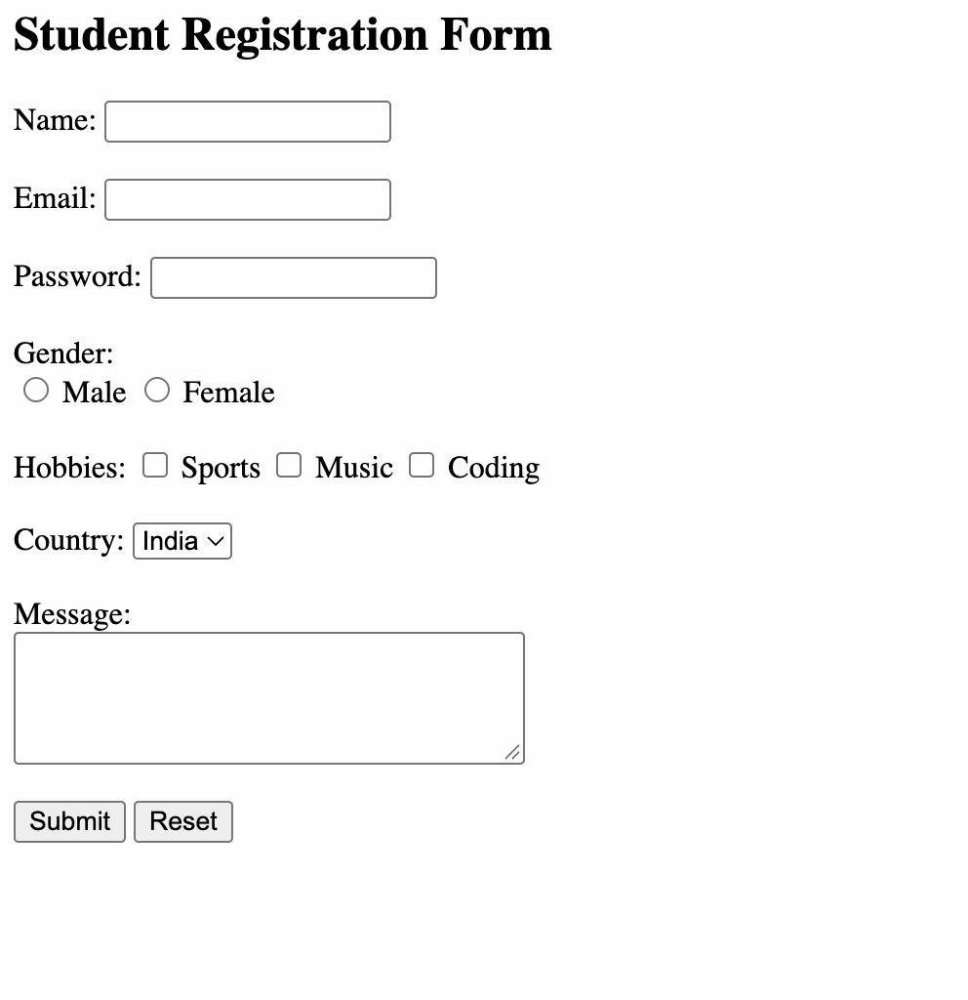 Student Registration Form
Name:
Email:
Password:
Gender:
Male Female
Hobbies: Sports Music Coding
Country: India
Message:
Submit Reset